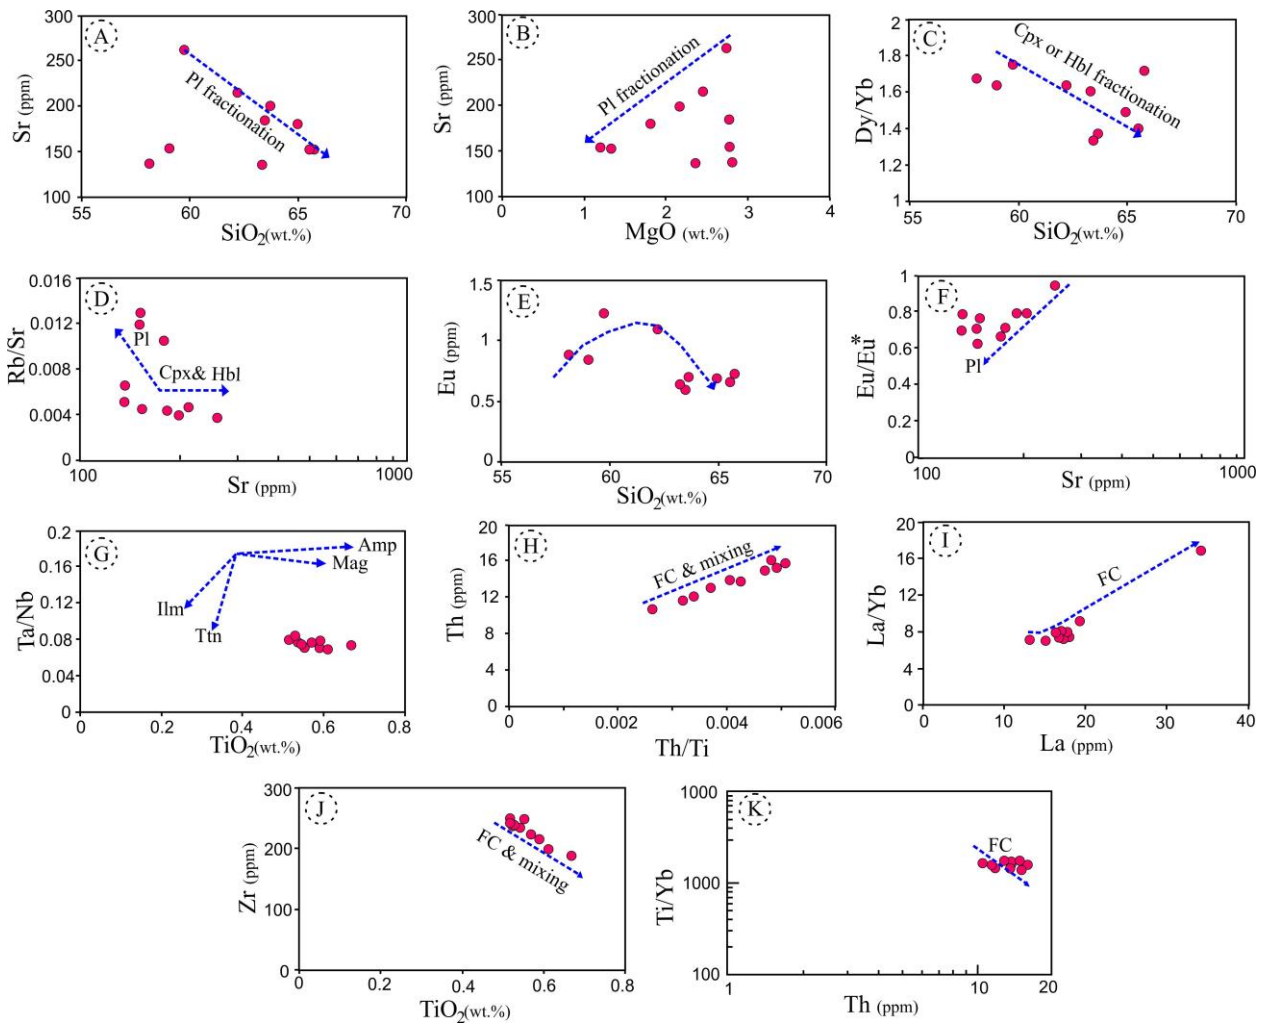 A
300
250
200
150
100
Sr (ppm)
Pl fractionation
55
60
65
70
SiO2(wt.%)
B
300
250
200
150
100
Sr (ppm)
Pl fractionation
0
1
2
3
4
MgO (wt.%)
C
2
1.8
1.6
1.4
1.2
1
Dy/Yb
Cpx or Hbl fractionation
55
60
65
70
SiO2(wt.%)
D
0.016
0.012
0.008
0.004
0
Rb/Sr
Pl
Cpx& Hbl
100
1000
Sr (ppm)
E
1.5
1
0.5
0
Eu (ppm)
55
60
65
70
SiO2(wt.%)
F
1
0.8
0.6
0.4
0.2
0
Eu/Eu*
Pl
100
1000
Sr (ppm)
G
0.2
0.16
0.12
0.08
0.04
0
Ta/Nb
Amp
Mag
Ilm
Ttn
0
0.2
0.4
0.6
0.8
TiO2(wt.%)
H
20
16
12
8
4
0
Th (ppm)
FC & mixing
0
0.002
0.004
0.006
Th/Ti
I
20
16
12
8
4
0
La/Yb
FC
0
10
20
30
40
La (ppm)
J
300
200
100
0
Zr (ppm)
FC & mixing
0
0.2
0.4
0.6
0.8
TiO2(wt.%)
K
1000
1000
100
Ti/Yb
FC
1
10
20
Th (ppm)